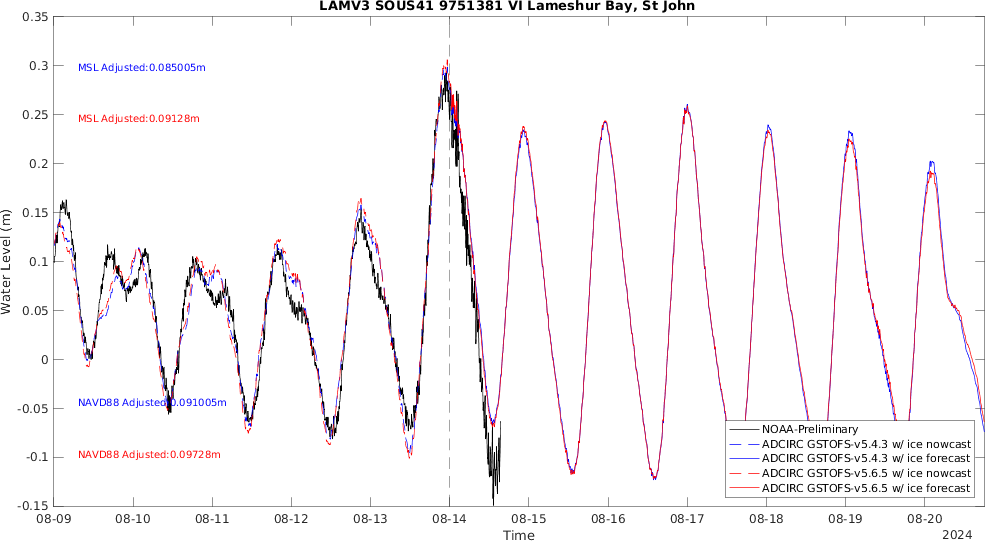 LAMV3 SOUS41 9751381 VI Lameshur Bay, St John
0.35
0.3
0.25
0.2
0.15
0.1
0.05
0
-0.05
-0.1
-0.15
Water Level (m)
MSL Adjusted:0.085005m
MSL Adjusted:0.09128m
NAVD88 Adjusted:0.091005m
NAVD88 Adjusted:0.09728m
NOAA-Preliminary
ADCIRC GSTOFS-v5.4.3 w/ ice nowcast
ADCIRC GSTOFS-v5.4.3 w/ ice forecast
ADCIRC GSTOFS-v5.6.5 w/ ice nowcast
ADCIRC GSTOFS-v5.6.5 w/ ice forecast
08-09 08-10 08-11 08-12 08-13 08-14 08-15 08-16 08-17 08-18 08-19 08-20
Time
2024